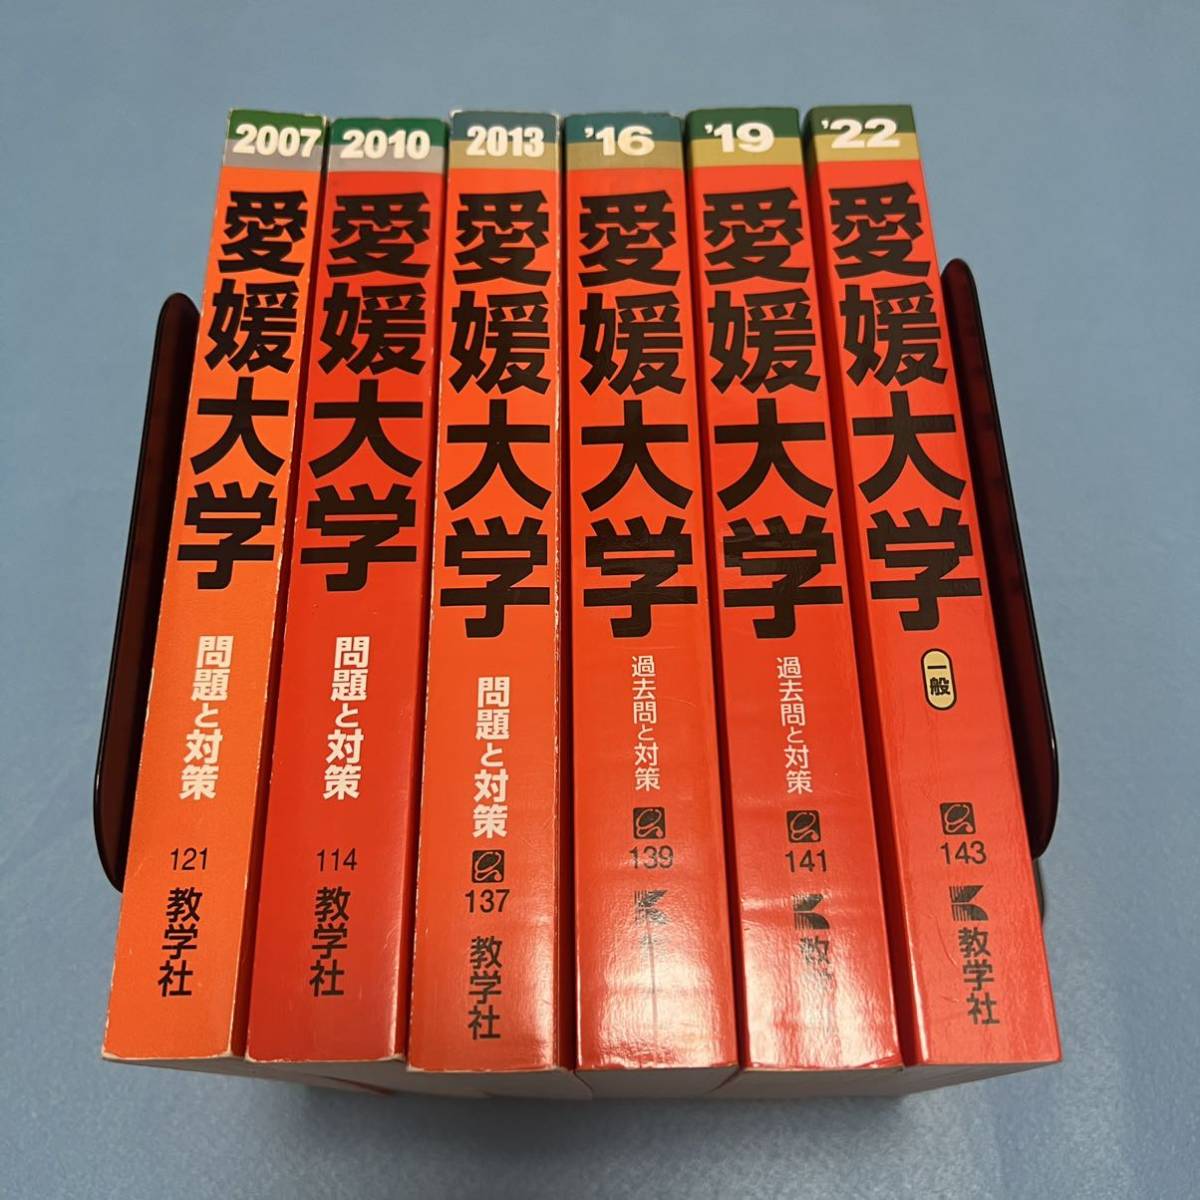 2007
愛媛大学
問題と対策
121
教学社
2010
愛媛大学
問題と対策
114
教学社
2013
愛媛大学
問題と対策
137
教学社
'16
愛媛大学
過去問と対策
139
'19
愛媛大学
過去問と対策
141
教
'22
愛媛大学
一般
143
教学社